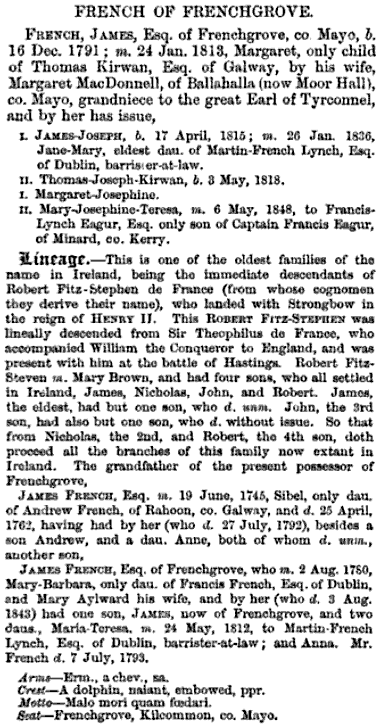 FRENCH OF FRENCHGROVE.
FRENCH, JAMES, Esq. of Frenchgrove, co. Mayo, b.
16 Dec. 1791; m. 24 Jan. 1813, Margaret, only child
of Thomas Kirwan, Esq. of Galway, by his wife,
Margaret MacDonnell, of Ballahalla (now Moor Hall),
co. Mayo, grandniece to the great Earl of Tyrconnel,
and by her has issue,
I. JAMES-JOSEPH, b. 17 April, 1815; m. 26 Jan. 1836,
Jane-Mary, eldest dau. of Martin-French Lynch, Esq.
of Dublin, barrister-at-law.
II. Thomas-Joseph-Kirwan, b. 3 May, 1818.
I. Margaret-Josephine.
II. Mary-Josephine-Teresa, m. 6 May, 1848, to Francis-
Lynch Eagur, Esq. only son of Captain Francis Eagur,
of Minard, co. Kerry.
Lineage.—This is one of the oldest families of the
name in Ireland, being the immediate descendants of
Robert Fitz-Stephen de France (from whose cognomen
they derive their name), who landed with Strongbow in
the reign of HENRY II. This ROBERT FITZ-STEPHEN was
lineally descended from Sir Theophilus de France, who
accompanied William the Conqueror to England, and was
present with him at the battle of Hastings. Robert Fitz-
Steven m. Mary Brown, and had four sons, who all settled
in Ireland, James, Nicholas, John, and Robert. James,
the eldest, had but one son, who d. unm. John, the 3rd
son, had also but one son, who d. without issue. So that
from Nicholas, the 2nd, and Robert, the 4th son, doth
proceed all the branches of this family now extant in
Ireland. The grandfather of the present possessor of
Frenchgrove,
JAMES FRENCH, Esq. m. 19 June, 1745, Sibel, only dau.
of Andrew French, of Rahoon, co. Galway, and d. 25 April,
1762, having had by her (who d. 27 July, 1792), besides a
son Andrew, and a dau. Anne, both of whom d. unm.,
another son,
JAMES FRENCH, Esq. of Frenchgrove, who m. 2 Aug. 1780,
Mary-Barbara, only dau. of Francis French, Esq. of Dublin,
and Mary Aylward his wife, and by her (who d. 3 Aug.
1843) had one son, JAMES, now of Frenchgrove, and two
daus., Maria-Teresa, m. 24 May, 1812, to Martin-French
Lynch, Esq. of Dublin, barrister-at-law; and Anna. Mr.
French d. 7 July, 1793.
Arms—Erm., a chev., sa.
Crest—A dolphin, naiant, embowed, ppr.
Motto—Malo mori quam fœdari.
Seat—Frenchgrove, Kilcommon, co. Mayo.